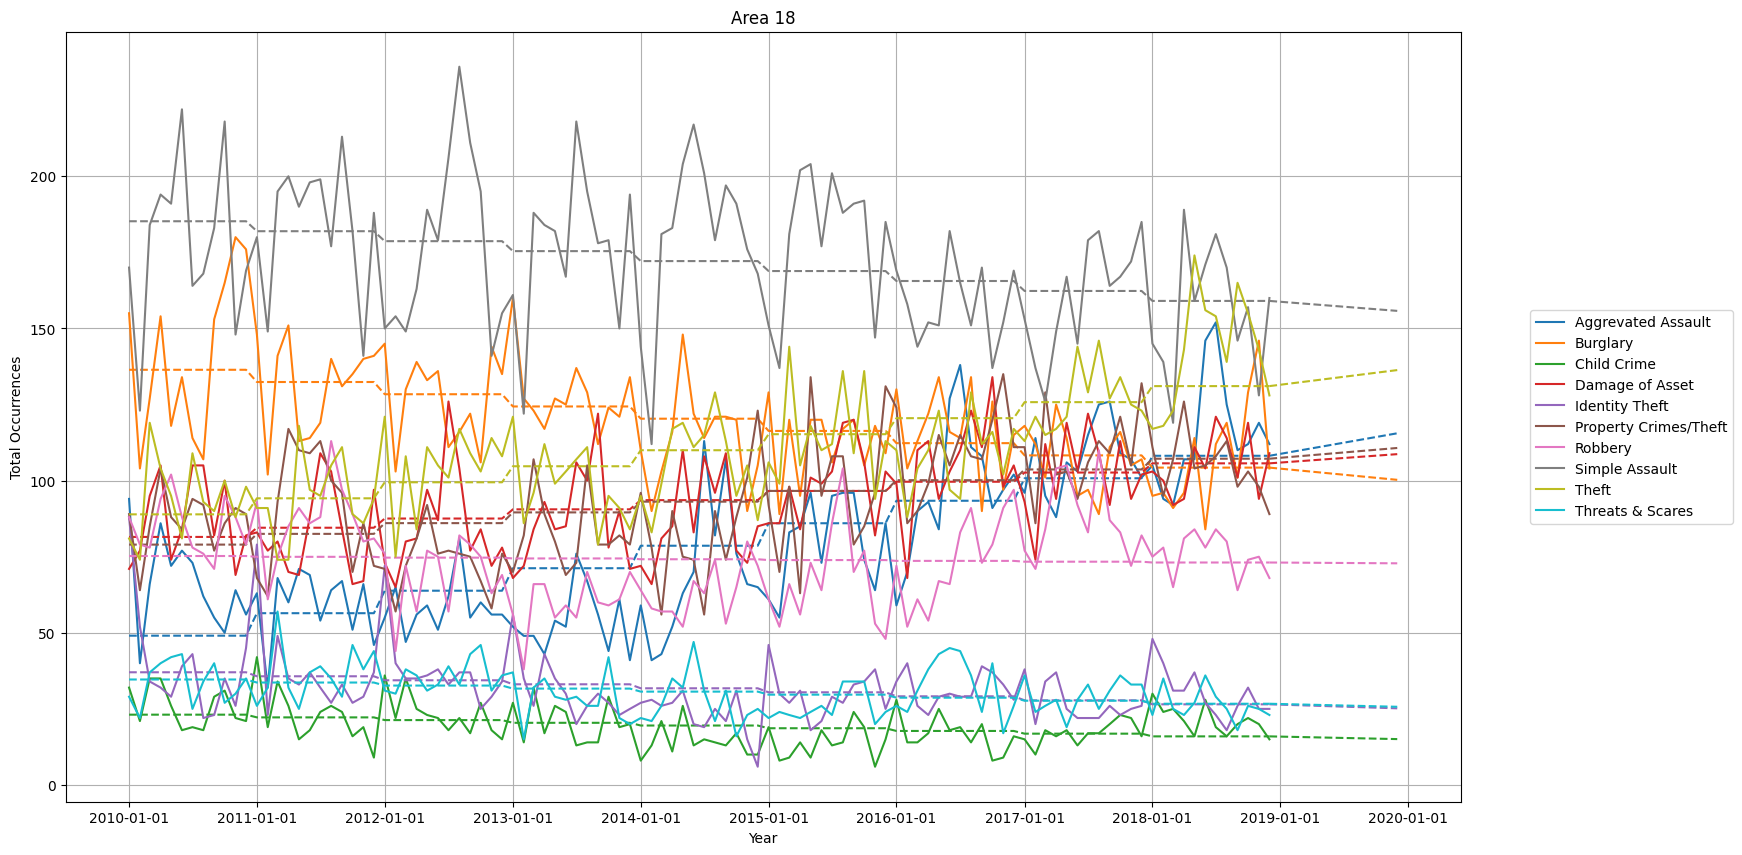 Area 18
Total Occurrences
200
150
100
50
0
2010-01-01 2011-01-01 2012-01-01 2013-01-01 2014-01-01 2015-01-01 2016-01-01 2017-01-01 2018-01-01 2019-01-01 2020-01-01
Year
Aggrevated Assault
Burglary
Child Crime
Damage of Asset
Identity Theft
Property Crimes/Theft
Robbery
Simple Assault
Theft
Threats & Scares